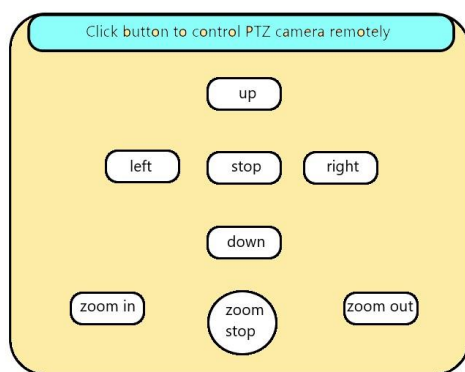 Click button to control PTZ camera remotely
up
left stop right
down
zoom in zoom stop zoom out